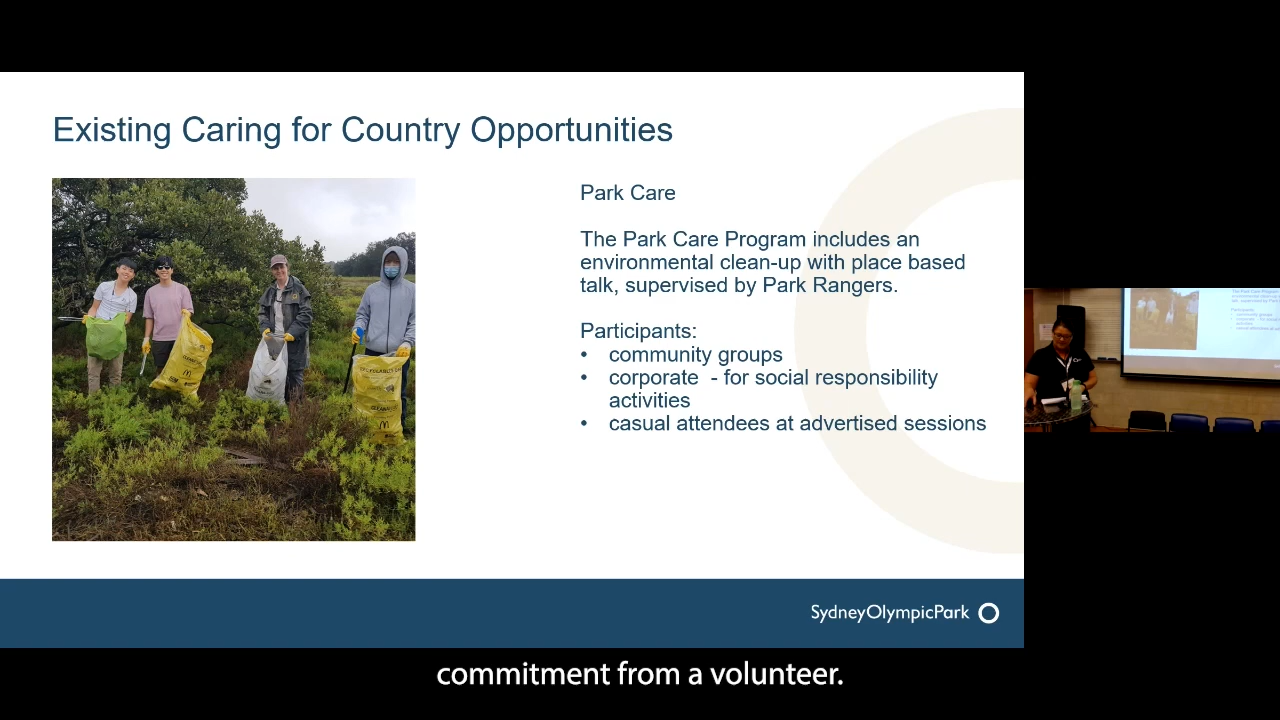 Existing Caring for Country Opportunities
Park Care
The Park Care Program includes an
environmental clean-up with place based
talk, supervised by Park Rangers.
Participants:
• community groups
• corporate - for social responsibility
activities
• casual attendees at advertised sessions
SydneyOlympicPark
commitment from a volunteer.